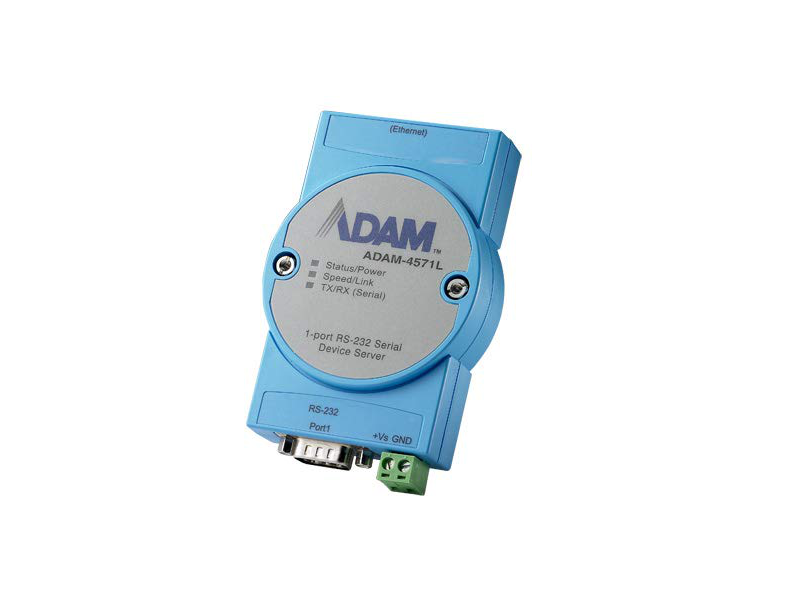 (Ethernet)
ADAM™
ADAM-4571L
Status/Power
Speed/Link
TX/RX (Serial)
1-port RS-232 Serial
Device Server
RS-232
Port1
+Vs GND